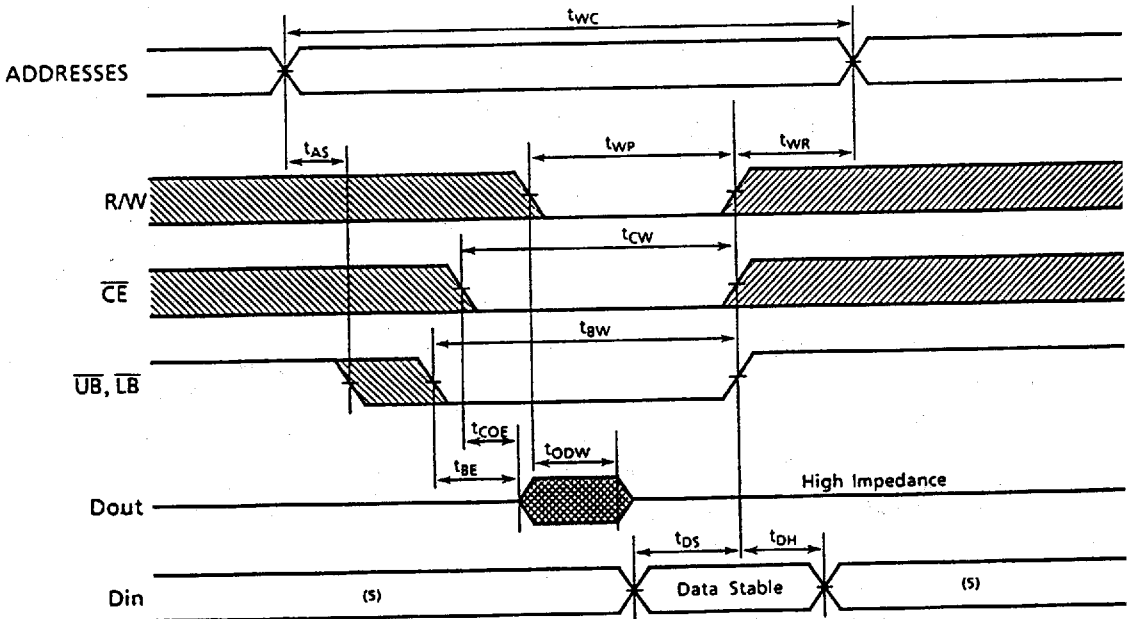 tWC
ADDRESSES
tAS
tWP
tWR
R/W
tCW
CE
tBW
UB, LB
tCOE
tODW
tBE
High Impedance
Dout
tDS
tDH
Din
(5)
Data Stable
(5)